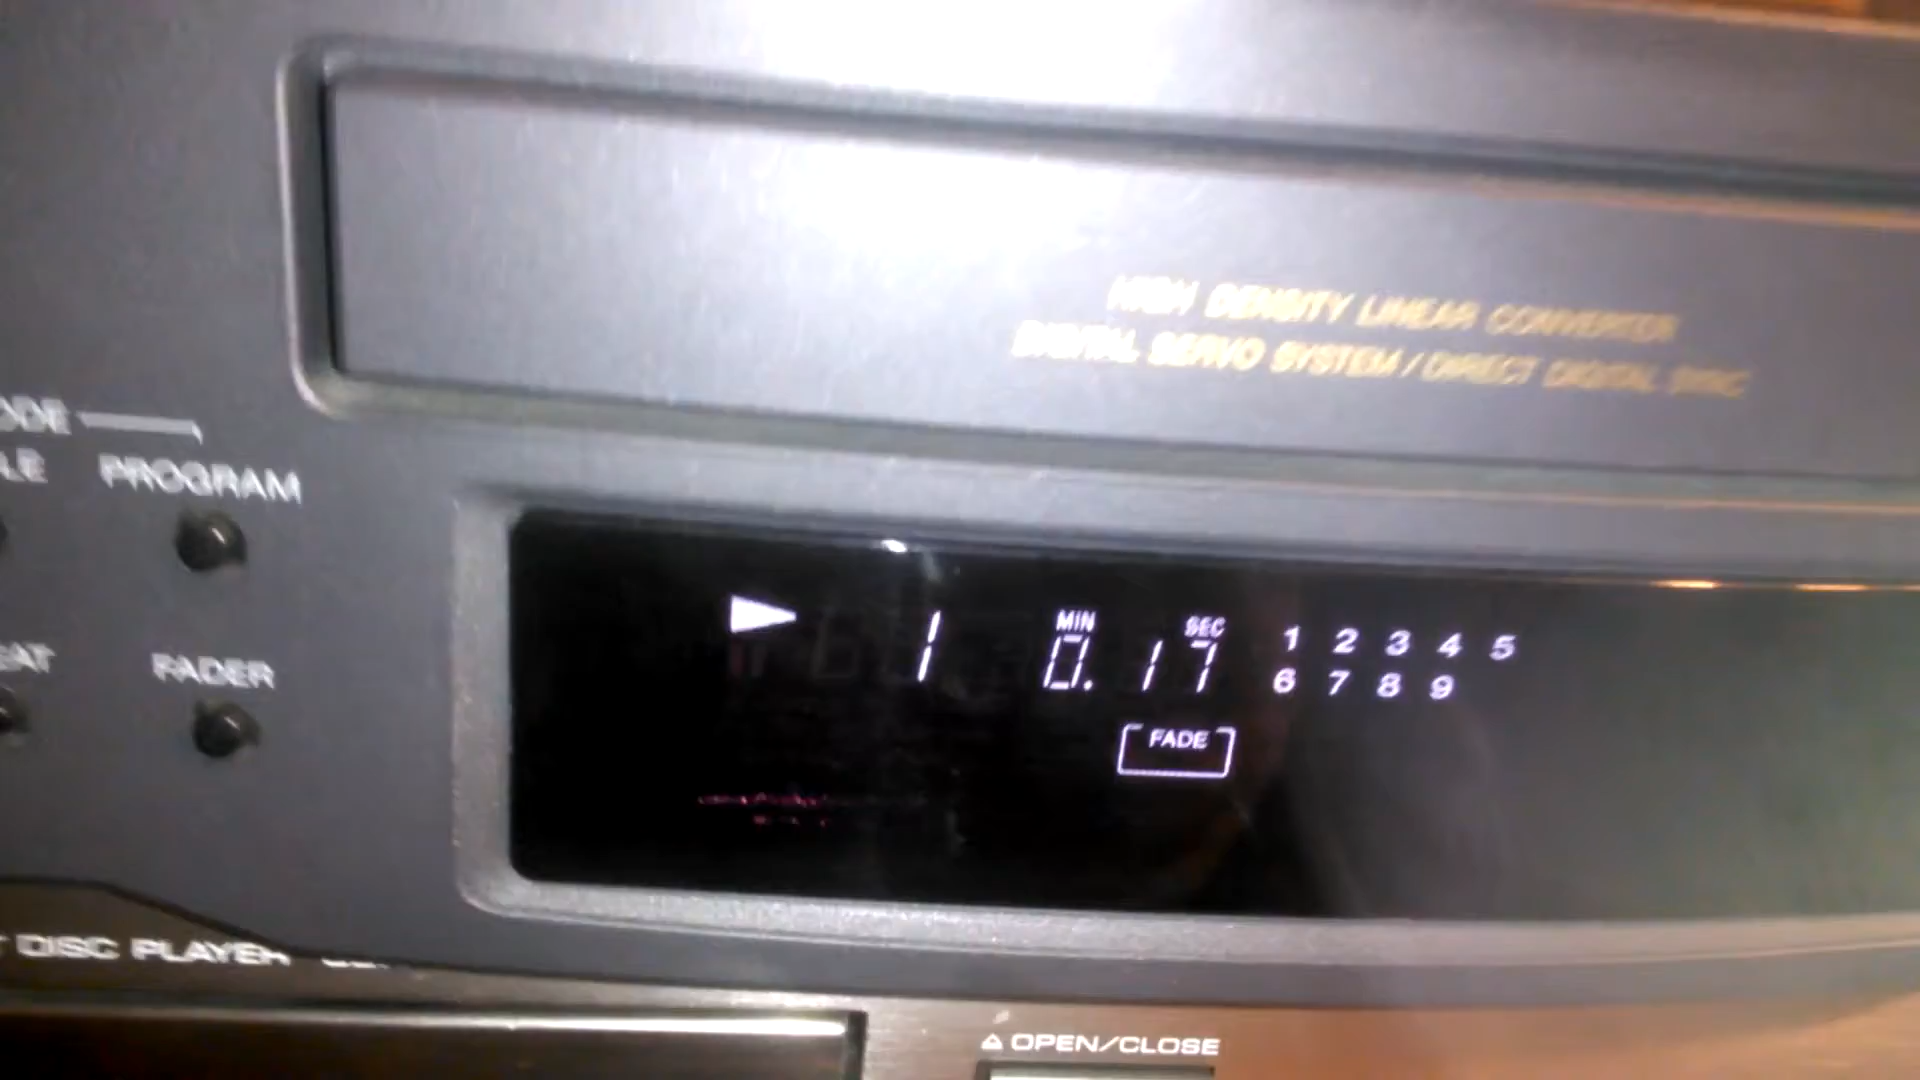 HIGH DENSITY LINEAR CONVERTER
DIGITAL SERVO SYSTEM / DIRECT DIGITAL SYNC
PROGRAM
FADER
MIN SEC
1 0.17
1 2 3 4 5
6 7 8 9
FADE
DISC PLAYER
OPEN/CLOSE